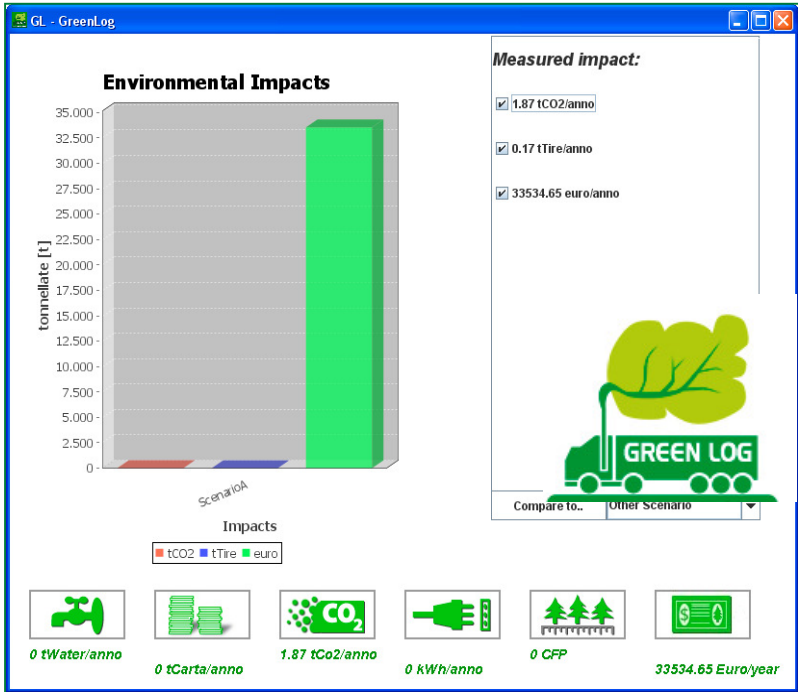 GL - GreenLog
Environmental Impacts
35.000
32.500
30.000
27.500
25.000
22.500
20.000
17.500
15.000
12.500
10.000
7.500
5.000
2.500
0
tonnellate [t]
ScenarioA
Impacts
tCO2 tTire euro
Measured impact:
1.87 tCO2/anno
0.17 tTire/anno
33534.65 euro/anno
GREEN LOG
Compare to.. Other Scenario
CO2
$
0 tWater/anno
0 tCarta/anno
1.87 tCo2/anno
0 kWh/anno
0 CFP
33534.65 Euro/year